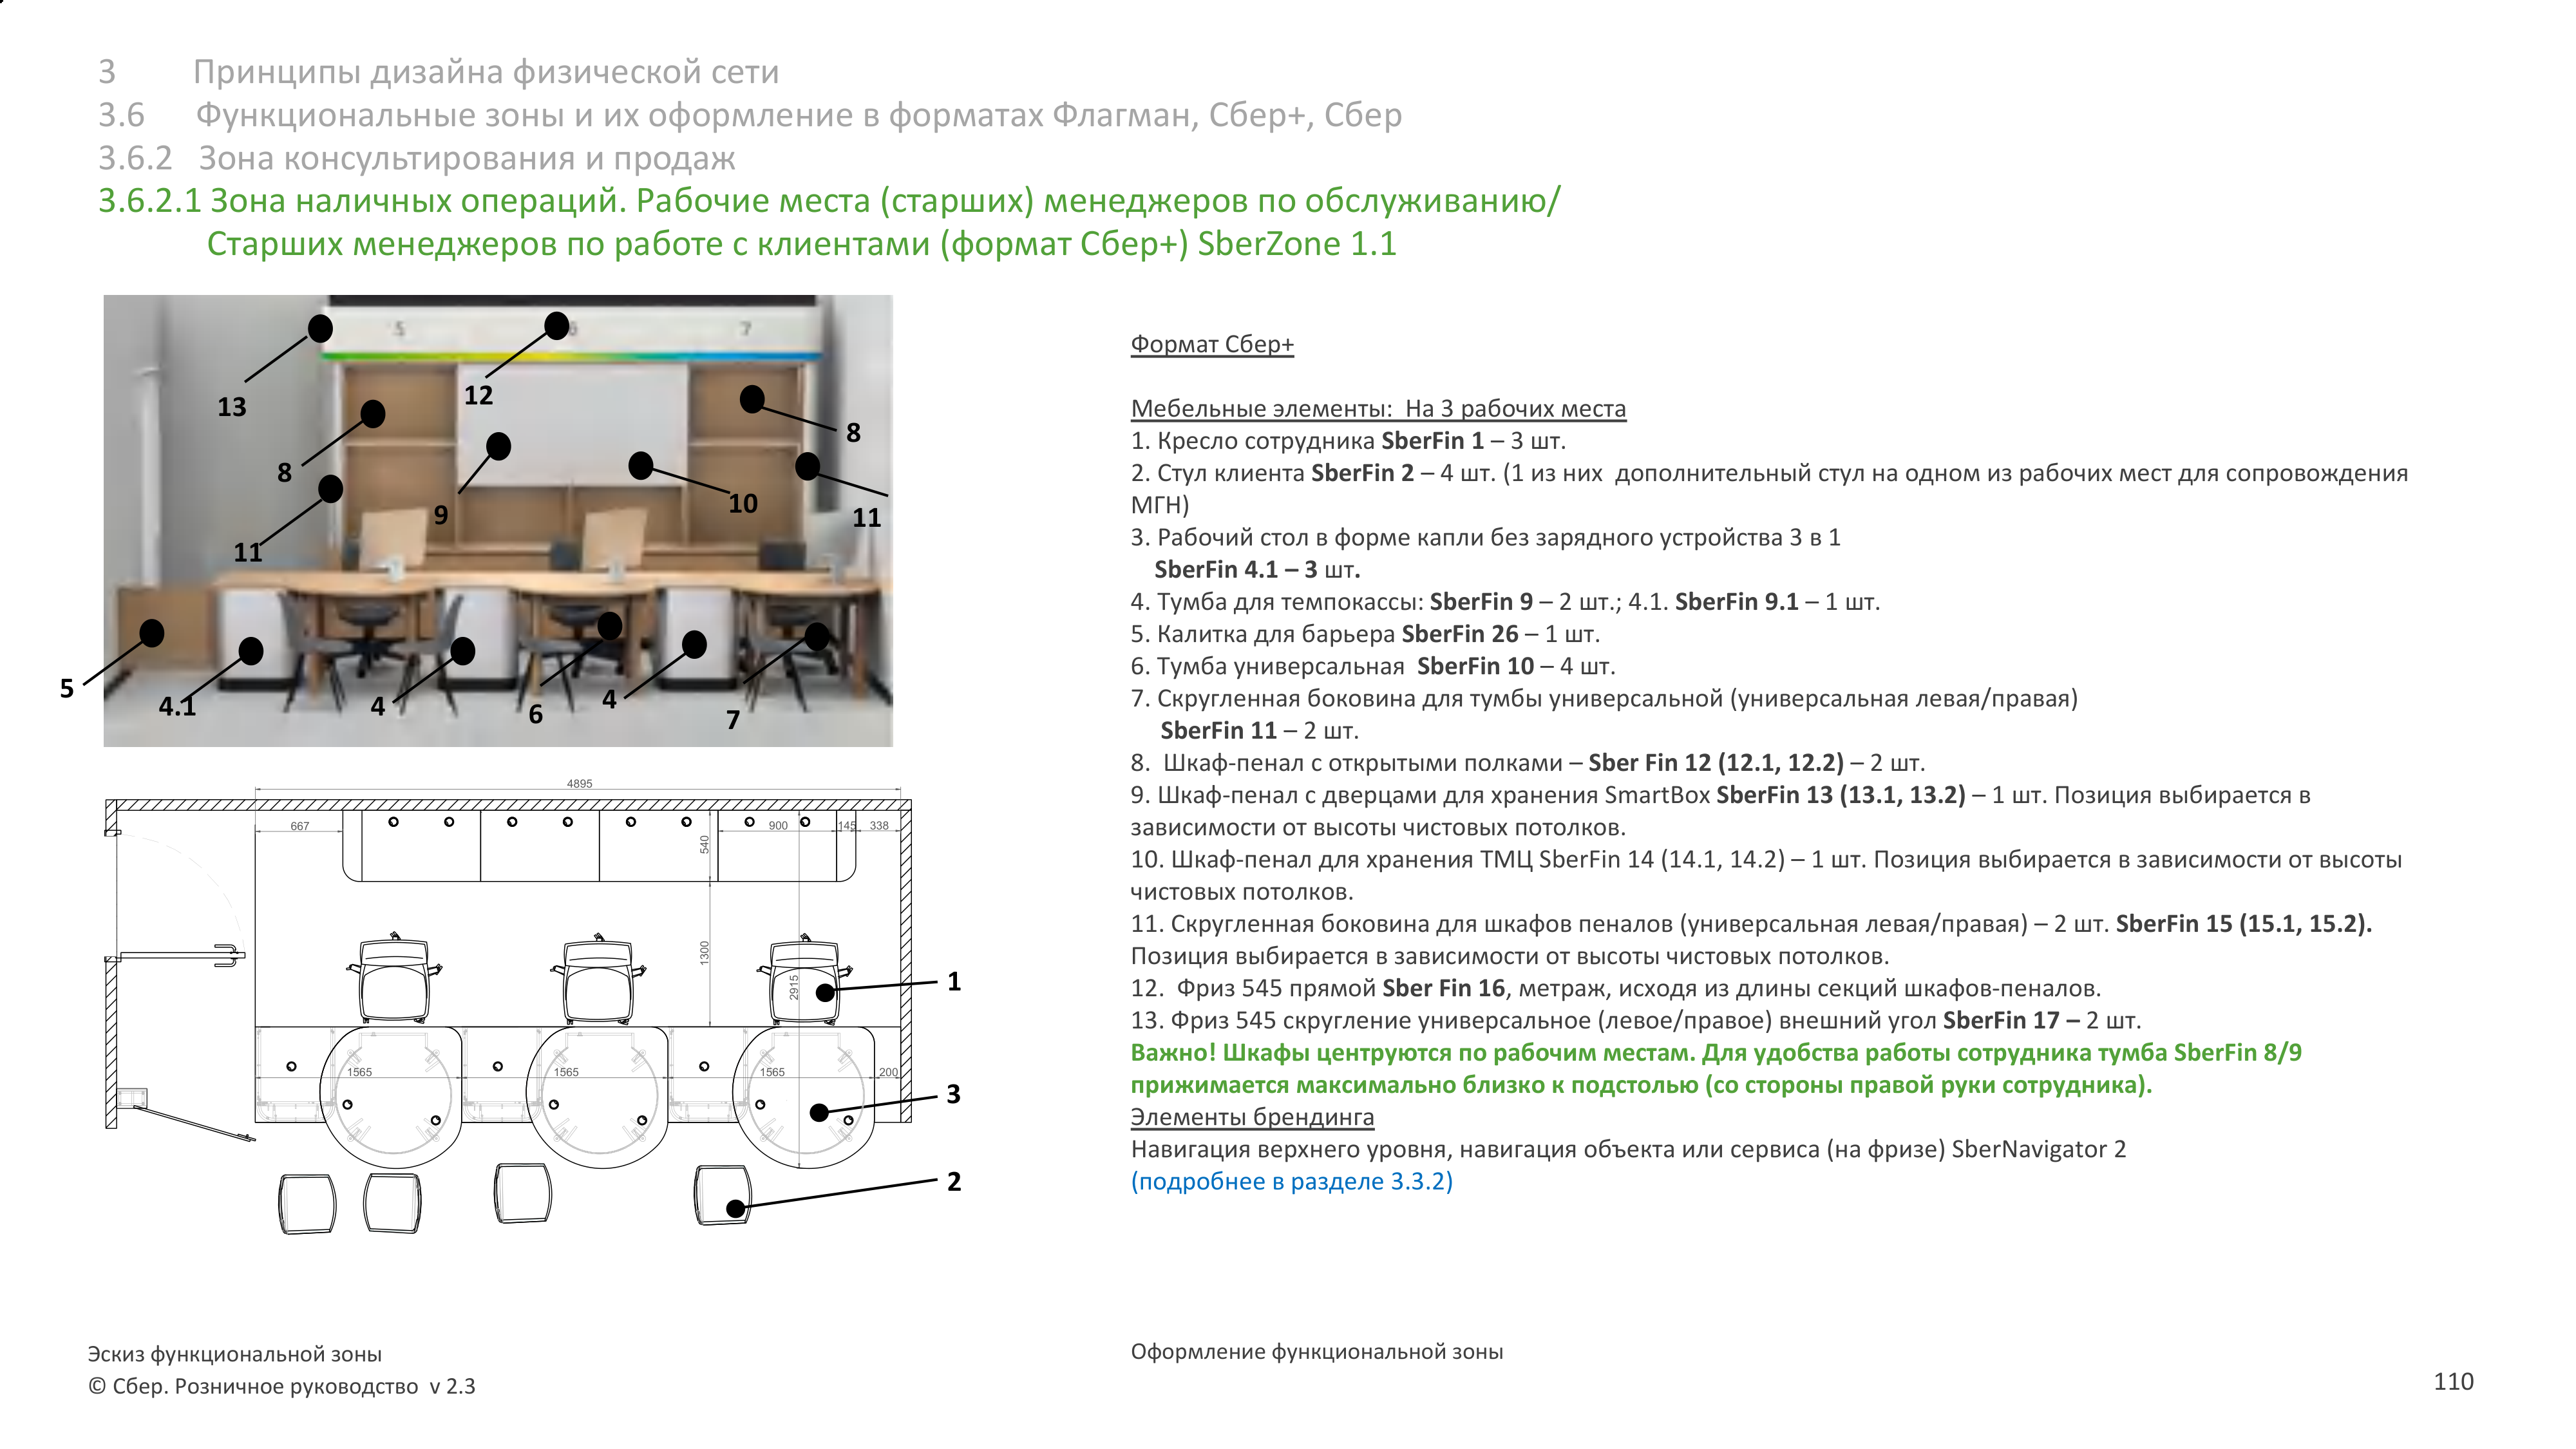 3 Принципы дизайна физической сети
3.6 Функциональные зоны и их оформление в форматах Флагман, Сбер+, Сбер
3.6.2 Зона консультирования и продаж
3.6.2.1 Зона наличных операций. Рабочие места (старших) менеджеров по обслуживанию/
Старших менеджеров по работе с клиентами (формат Сбер+) SberZone 1.1
5 6 7
13
12
8
8
9
10
11
11
5
4.1
4
6
4
7
4895
667
900
145
338
540
1300
2915
1565
1565
1565
200
1
3
2
Формат Сбер+
Мебельные элементы: На 3 рабочих места
1. Кресло сотрудника SberFin 1 – 3 шт.
2. Стул клиента SberFin 2 – 4 шт. (1 из них дополнительный стул на одном из рабочих мест для сопровождения
МГН)
3. Рабочий стол в форме капли без зарядного устройства 3 в 1
SberFin 4.1 – 3 шт.
4. Тумба для темпокассы: SberFin 9 – 2 шт.; 4.1. SberFin 9.1 – 1 шт.
5. Калитка для барьера SberFin 26 – 1 шт.
6. Тумба универсальная SberFin 10 – 4 шт.
7. Скругленная боковина для тумбы универсальной (универсальная левая/правая)
SberFin 11 – 2 шт.
8. Шкаф-пенал с открытыми полками – Sber Fin 12 (12.1, 12.2) – 2 шт.
9. Шкаф-пенал с дверцами для хранения SmartBox SberFin 13 (13.1, 13.2) – 1 шт. Позиция выбирается в
зависимости от высоты чистовых потолков.
10. Шкаф-пенал для хранения ТМЦ SberFin 14 (14.1, 14.2) – 1 шт. Позиция выбирается в зависимости от высоты
чистовых потолков.
11. Скругленная боковина для шкафов пеналов (универсальная левая/правая) – 2 шт. SberFin 15 (15.1, 15.2).
Позиция выбирается в зависимости от высоты чистовых потолков.
12. Фриз 545 прямой Sber Fin 16, метраж, исходя из длины секций шкафов-пеналов.
13. Фриз 545 скругление универсальное (левое/правое) внешний угол SberFin 17 – 2 шт.
Важно! Шкафы центруются по рабочим местам. Для удобства работы сотрудника тумба SberFin 8/9
прижимается максимально близко к подстолью (со стороны правой руки сотрудника).
Элементы брендинга
Навигация верхнего уровня, навигация объекта или сервиса (на фризе) SberNavigator 2
(подробнее в разделе 3.3.2)
Эскиз функциональной зоны
© Сбер. Розничное руководство v 2.3
Оформление функциональной зоны
110